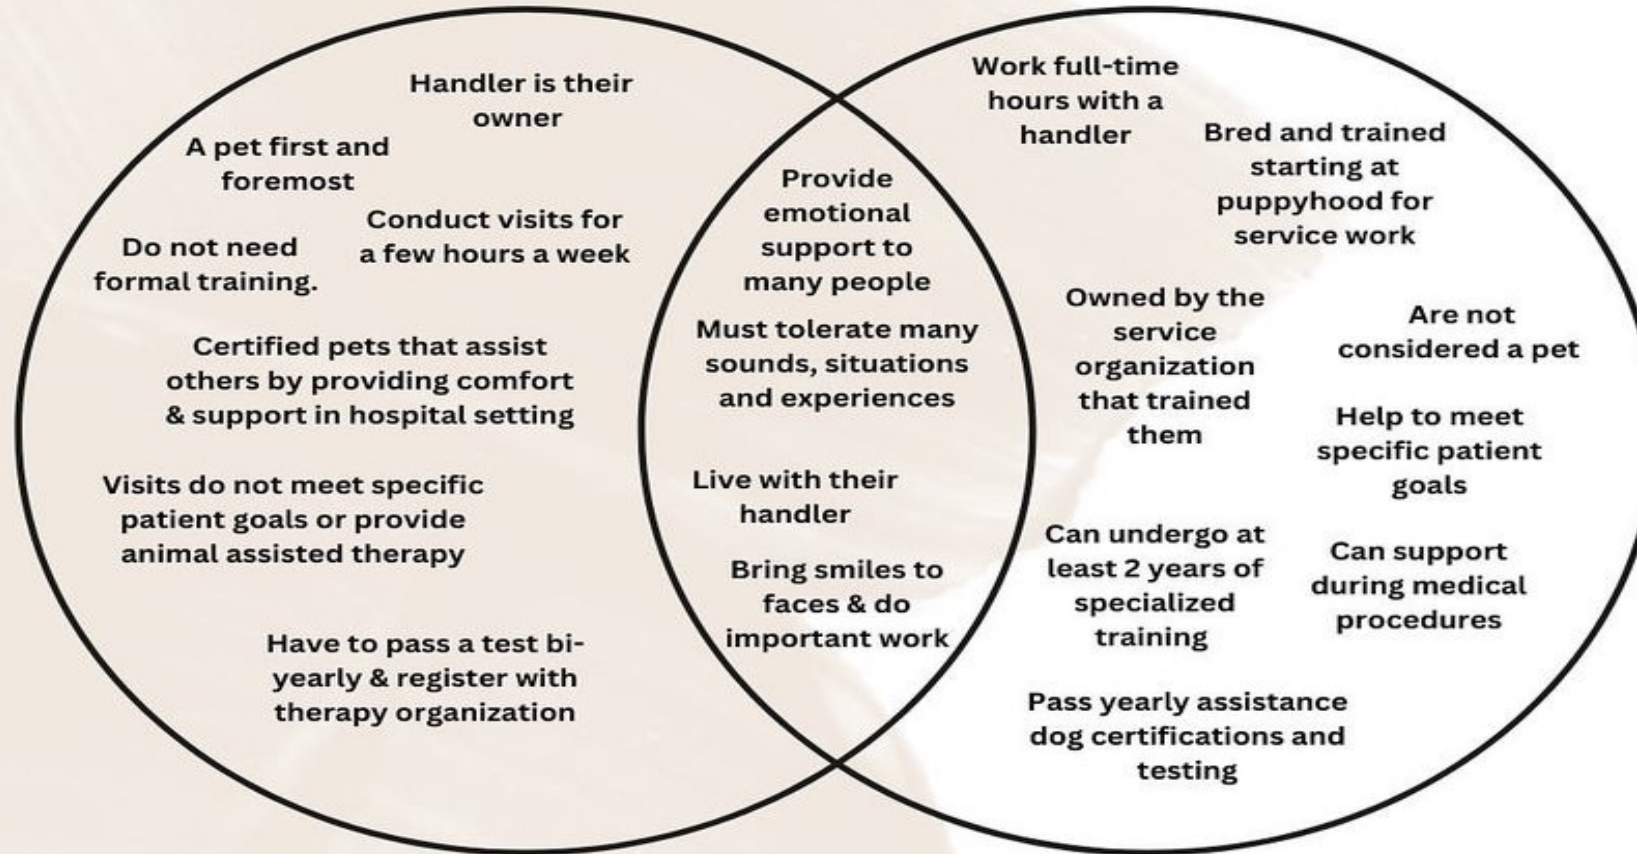 Handler is their
owner
A pet first and
foremost
Conduct visits for
a few hours a week
Do not need
formal training.
Certified pets that assist
others by providing comfort
& support in hospital setting
Visits do not meet specific
patient goals or provide
animal assisted therapy
Have to pass a test bi-
yearly & register with
therapy organization
Provide
emotional
support to
many people
Must tolerate many
sounds, situations
and experiences
Live with their
handler
Bring smiles to
faces & do
important work
Work full-time
hours with a
handler
Bred and trained
starting at
puppyhood for
service work
Owned by the
service
organization
that trained
them
Are not
considered a pet
Help to meet
specific patient
goals
Can undergo at
least 2 years of
specialized
training
Can support
during medical
procedures
Pass yearly assistance
dog certifications and
testing